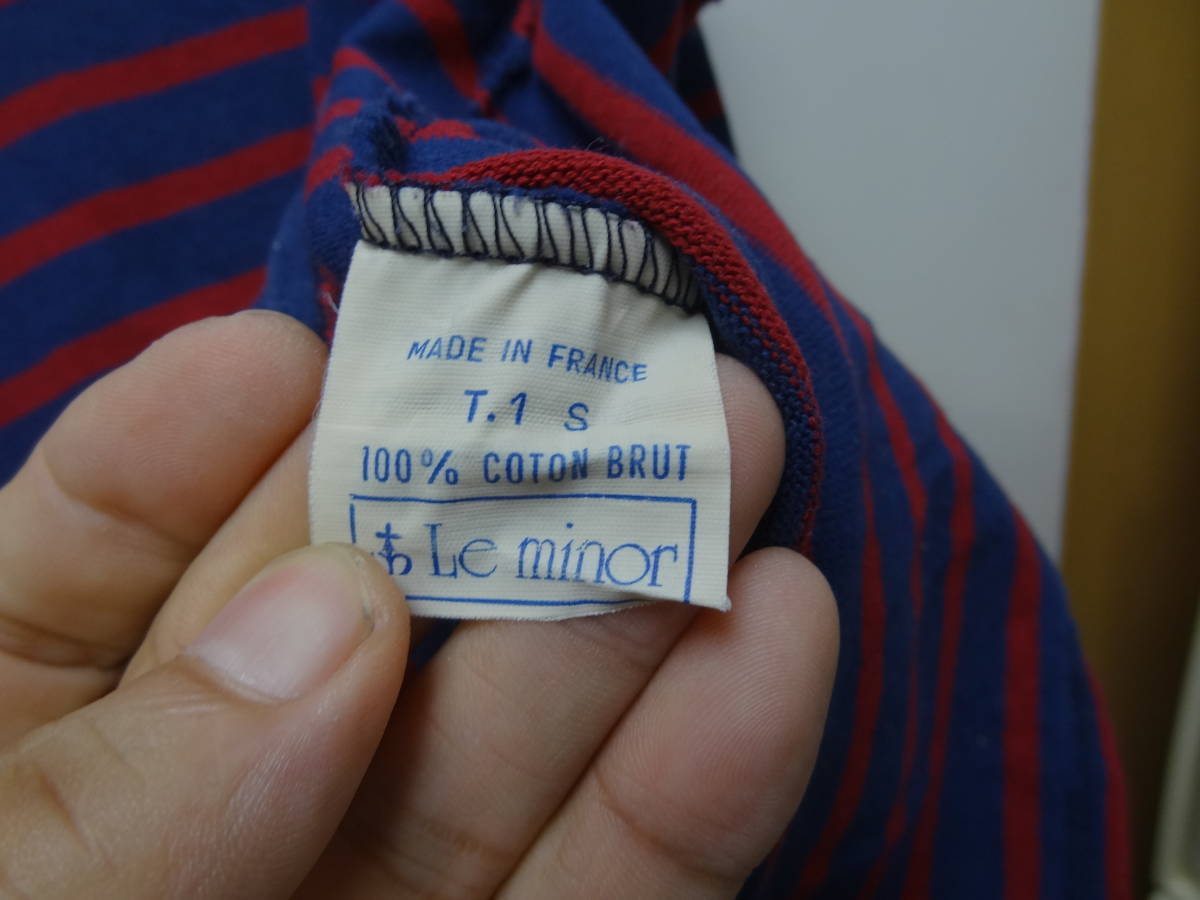 MADE IN FRANCE
T.1 S
100% COTON BRUT
Le minor